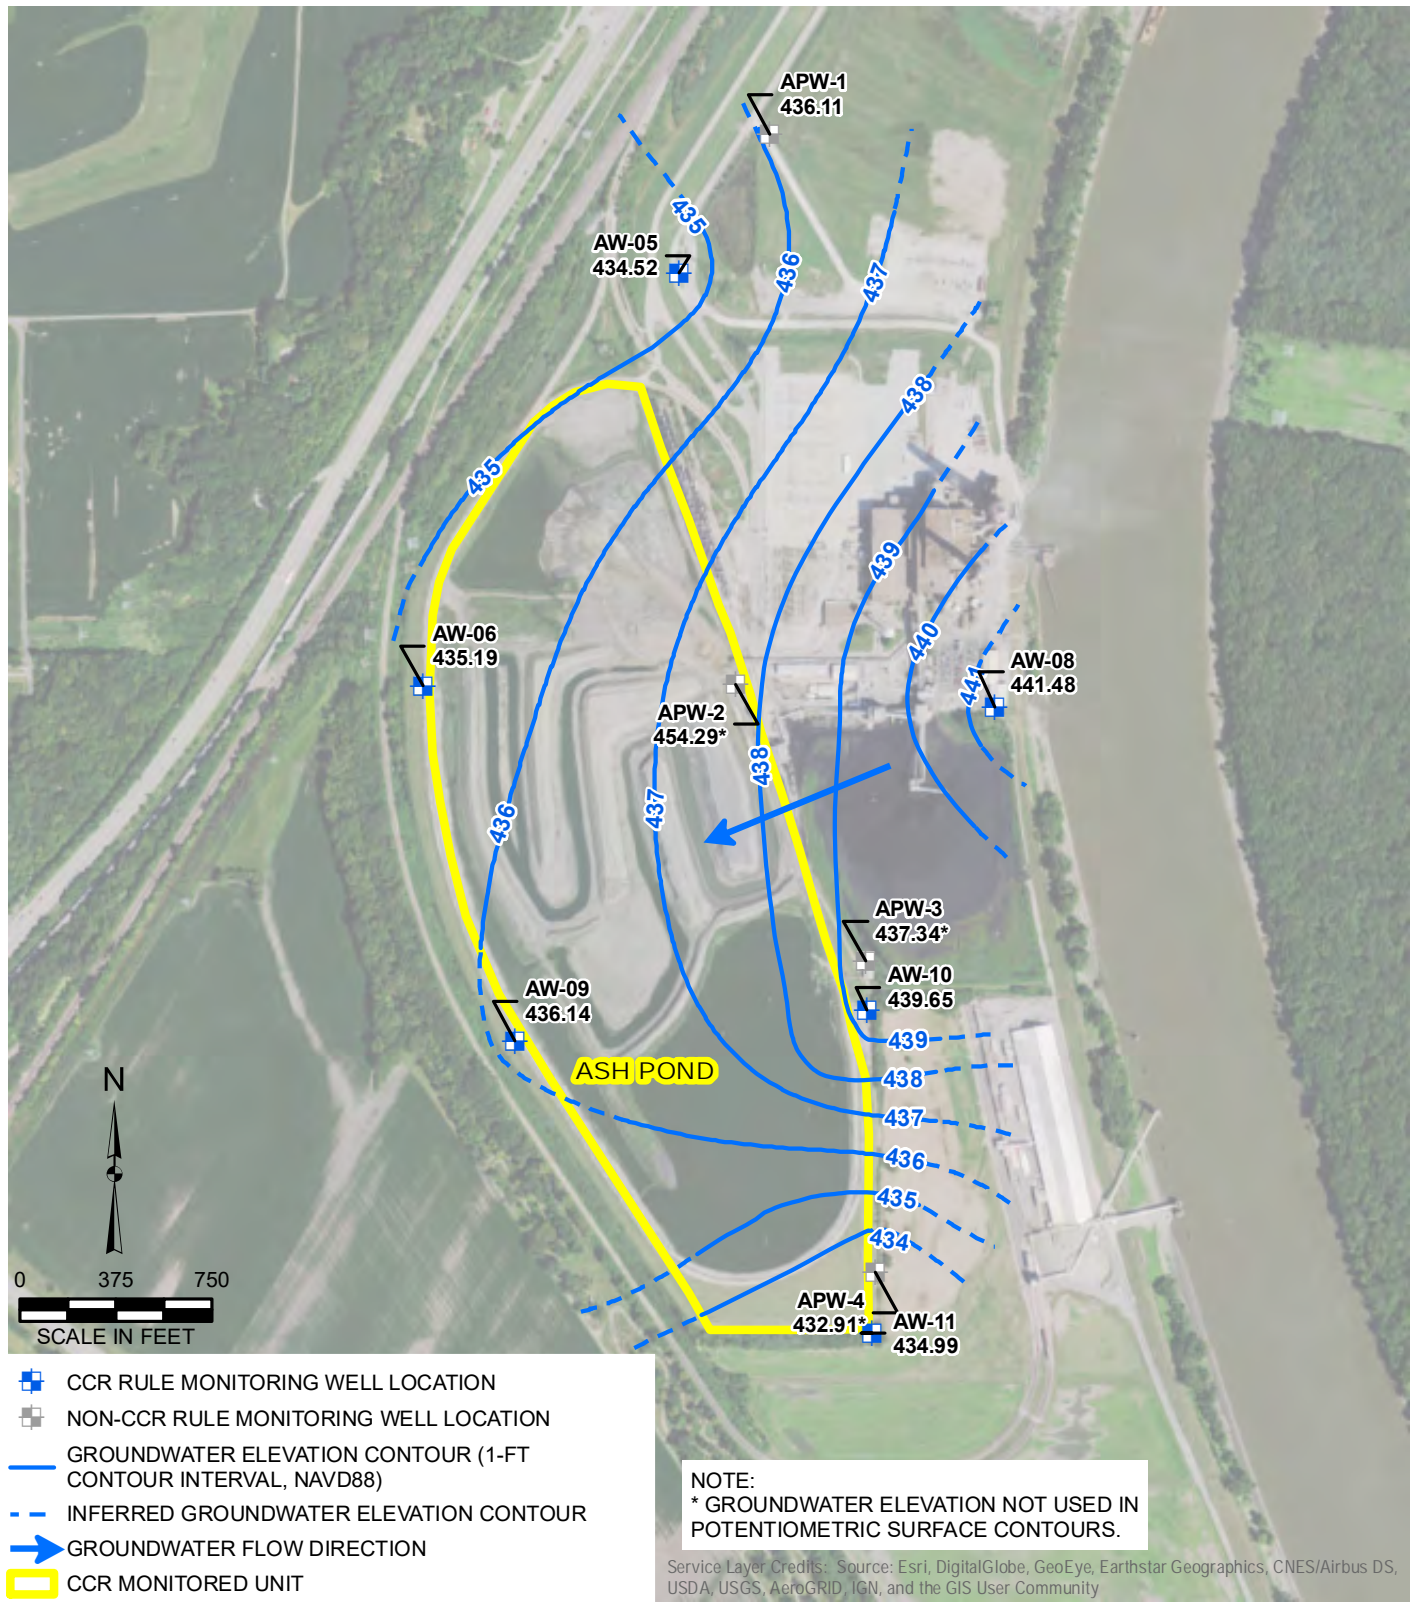 APW-1
436.11
435
AW-05
434.52
436
437
438
435
439
AW-06
435.19
440
AW-08
441.48
441
APW-2
454.29*
438
437
436
APW-3
437.34*
AW-10
439.65
AW-09
436.14
439
ASH POND
438
437
436
435
434
N
0 375 750
SCALE IN FEET
APW-4
432.91*
AW-11
434.99
CCR RULE MONITORING WELL LOCATION
NON-CCR RULE MONITORING WELL LOCATION
GROUNDWATER ELEVATION CONTOUR (1-FT
CONTOUR INTERVAL, NAVD88)
INFERRED GROUNDWATER ELEVATION CONTOUR
GROUNDWATER FLOW DIRECTION
CCR MONITORED UNIT
NOTE:
* GROUNDWATER ELEVATION NOT USED IN
POTENTIOMETRIC SURFACE CONTOURS.
Service Layer Credits: Source: Esri, DigitalGlobe, GeoEye, Earthstar Geographics, CNES/Airbus DS,
USDA, USGS, AeroGRID, IGN, and the GIS User Community